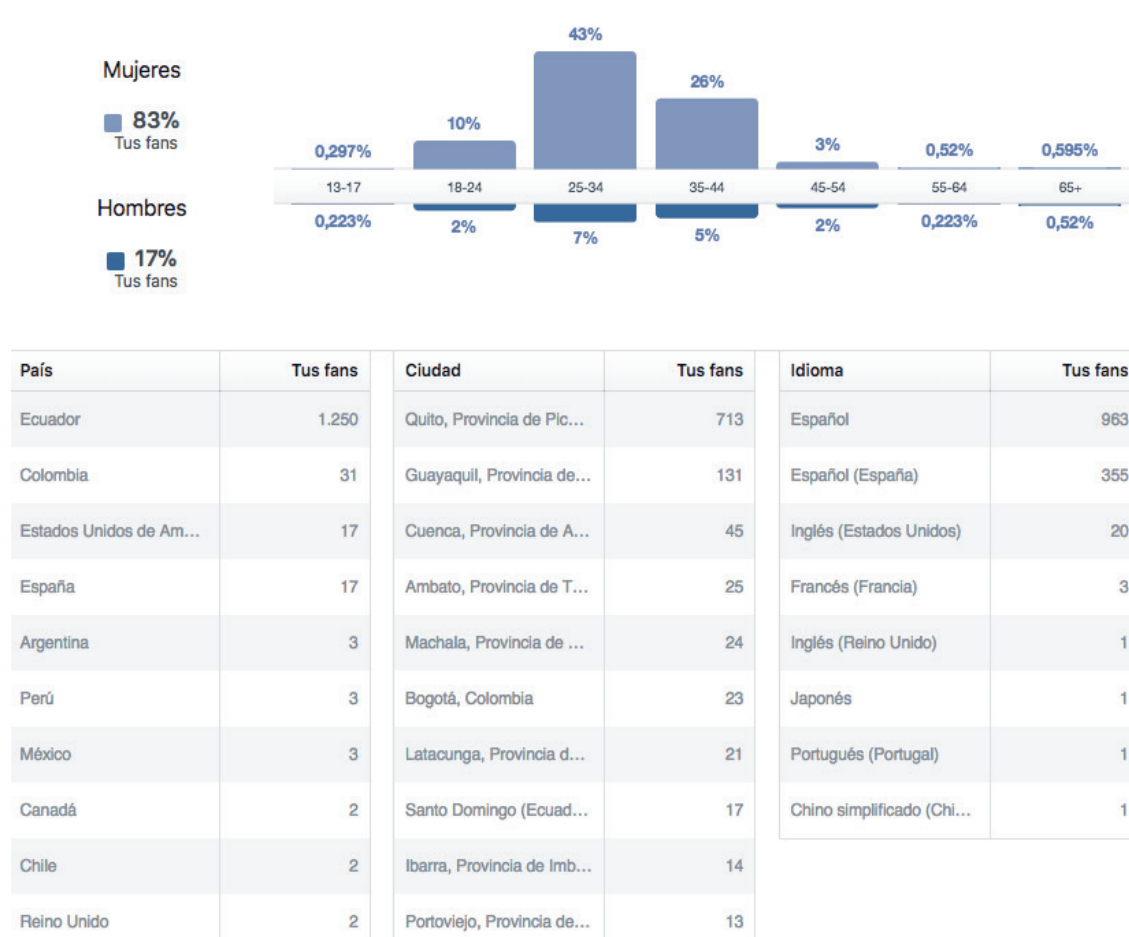 43%
Mujeres
26%
83%
Tus fans
10%
0,297%
3%
0,52%
0,595%
13-17 18-24 25-34 35-44 45-54 55-64 65+
Hombres
0,223%
2%
7%
5%
2%
0,223%
0,52%
17%
Tus fans
País Tus fans Ciudad Tus fans Idioma Tus fans
Ecuador 1.250 Quito, Provincia de Pic... 713 Español 963
Colombia 31 Guayaquil, Provincia de... 131 Español (España) 355
Estados Unidos de Am... 17 Cuenca, Provincia de A... 45 Inglés (Estados Unidos) 20
España 17 Ambato, Provincia de T... 25 Francés (Francia) 3
Argentina 3 Machala, Provincia de ... 24 Inglés (Reino Unido) 1
Perú 3 Bogotá, Colombia 23 Japonés 1
México 3 Latacunga, Provincia d... 21 Portugués (Portugal) 1
Canadá 2 Santo Domingo (Ecuad... 17 Chino simplificado (Chi... 1
Chile 2 Ibarra, Provincia de Imb... 14
Reino Unido 2 Portoviejo, Provincia de... 13